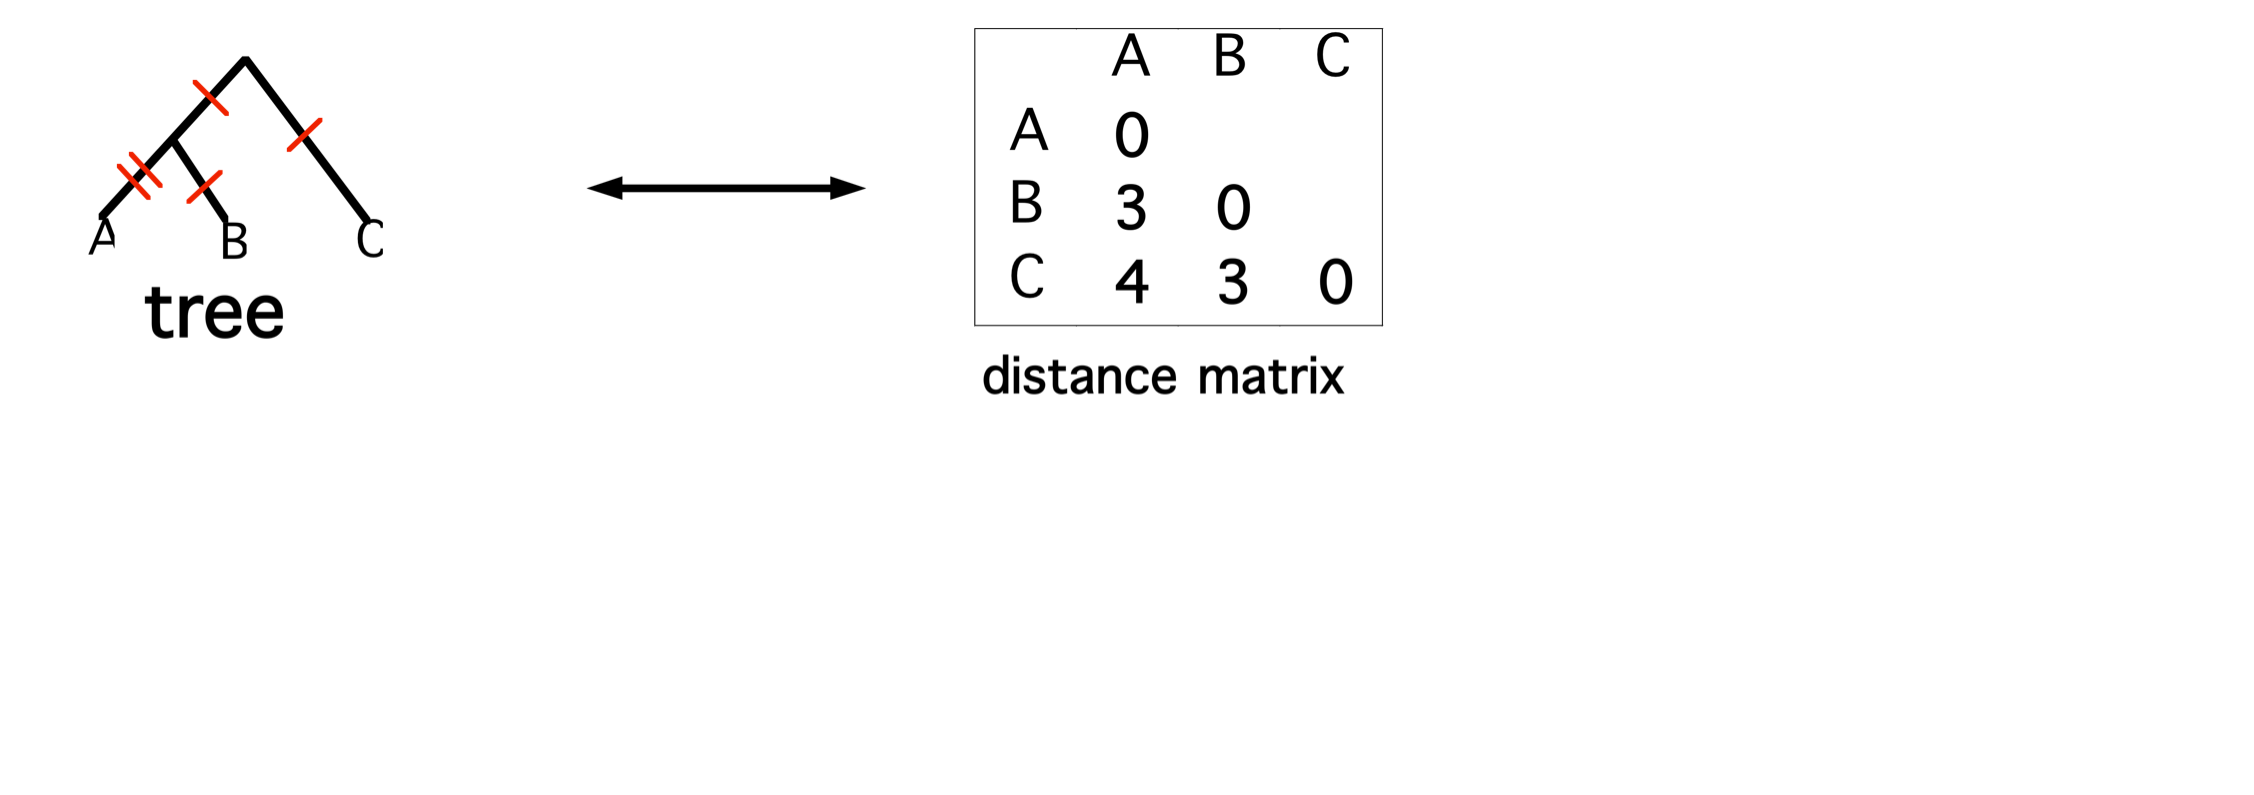 A B C
tree
A B C
A 0
B 3 0
C 4 3 0
distance matrix